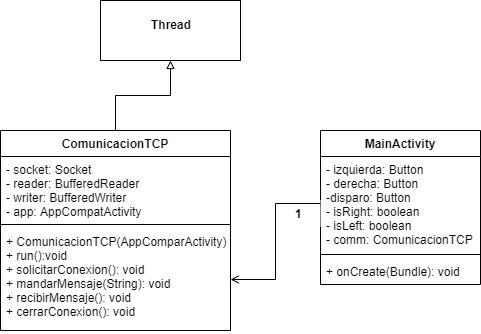 Thread
ComunicacionTCP
- socket: Socket
- reader: BufferedReader
- writer: BufferedWriter
- app: AppCompatActivity
+ ComunicacionTCP(AppComparActivity)
+ run():void
+ solicitarConexion(): void
+ mandarMensaje(String): void
+ recibirMensaje(): void
+ cerrarConexion(): void
1
MainActivity
- izquierda: Button
- derecha: Button
-disparo: Button
- isRight: boolean
- isLeft: boolean
- comm: ComunicacionTCP
+ onCreate(Bundle): void